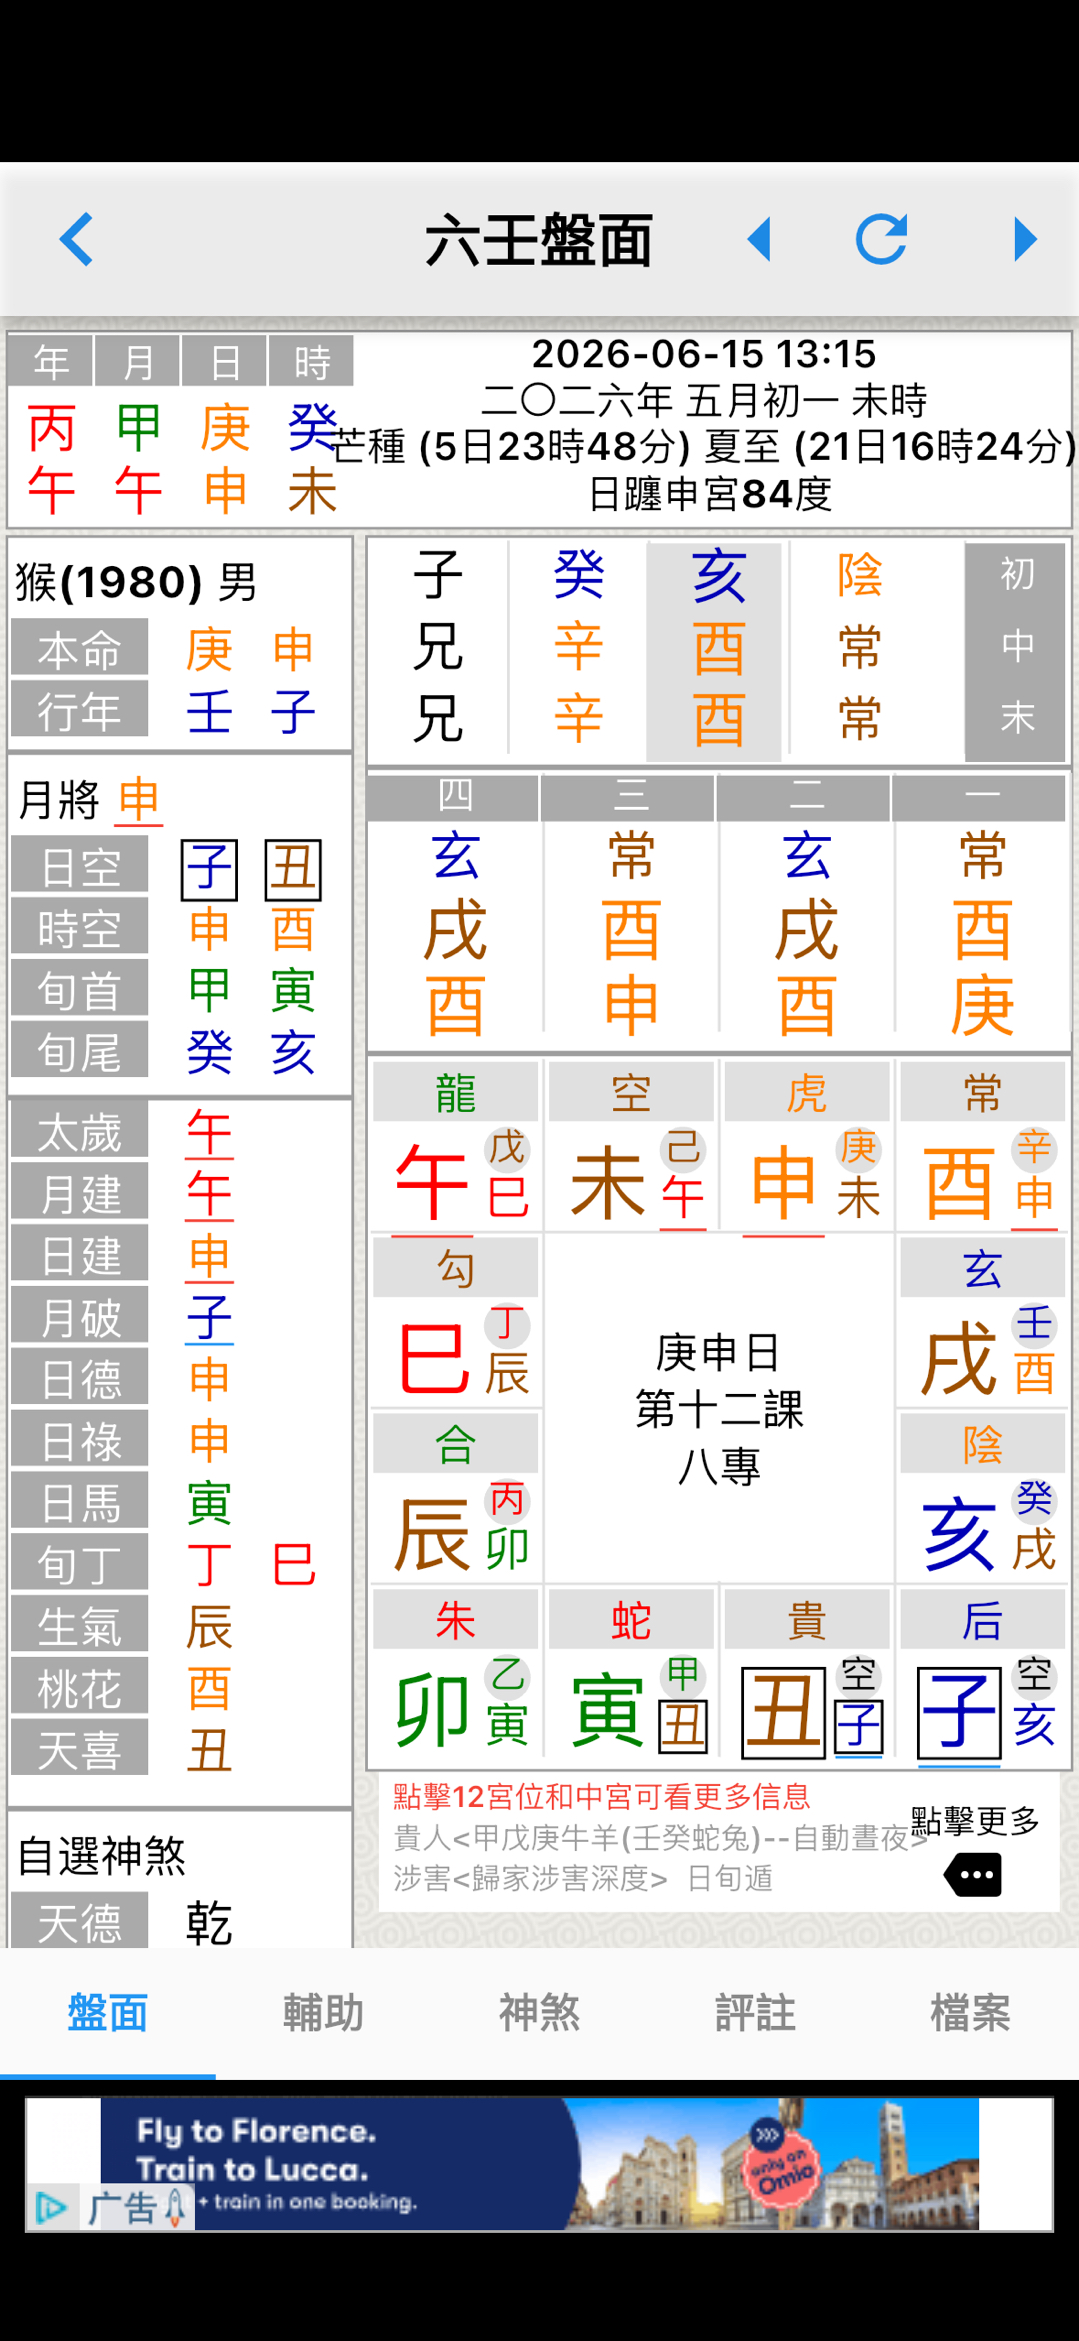 六壬盤面
年 月 日 時
丙 甲 庚 癸
午 午 申 未
2026-06-15 13:15
二〇二六年 五月初一 未時
芒種 (5日23時48分) 夏至 (21日16時24分)
日躔申宮84度
猴(1980) 男
本命 庚 申
行年 壬 子
月將 申
日空 子 丑
時空 申 酉
旬首 甲 寅
旬尾 癸 亥
太歲 午
月建 午
日建 申
月破 子
日德 申
日祿 申
日馬 寅
旬丁 丁 巳
生氣 辰
桃花 酉
天喜 丑
自選神煞
天德 乾
子 癸 亥 陰 初
兄 辛 酉 常 中
兄 辛 酉 常 末
四 三 二 一
玄 常 玄 常
戌 酉 戌 酉
酉 申 酉 庚
龍 空 虎 常
午 戊 巳 未 己 午 申 庚 未 酉 辛 申
勾 玄
巳 丁 辰 戌 壬 酉
合 陰
辰 丙 卯 亥 癸 戌
庚申日
第十二課
八專
朱 蛇 貴 后
卯 乙 寅 寅 甲 丑 丑 空 子 子 空 亥
點擊12宮位和中宮可看更多信息
貴人<甲戊庚牛羊(壬癸蛇兔)--自動晝夜>
涉害<歸家涉害深度> 日旬遁
點擊更多
盤面 輔助 神煞 評註 檔案
Fly to Florence.
Train to Lucca.
+ train in one booking.
only on
Omio
广告